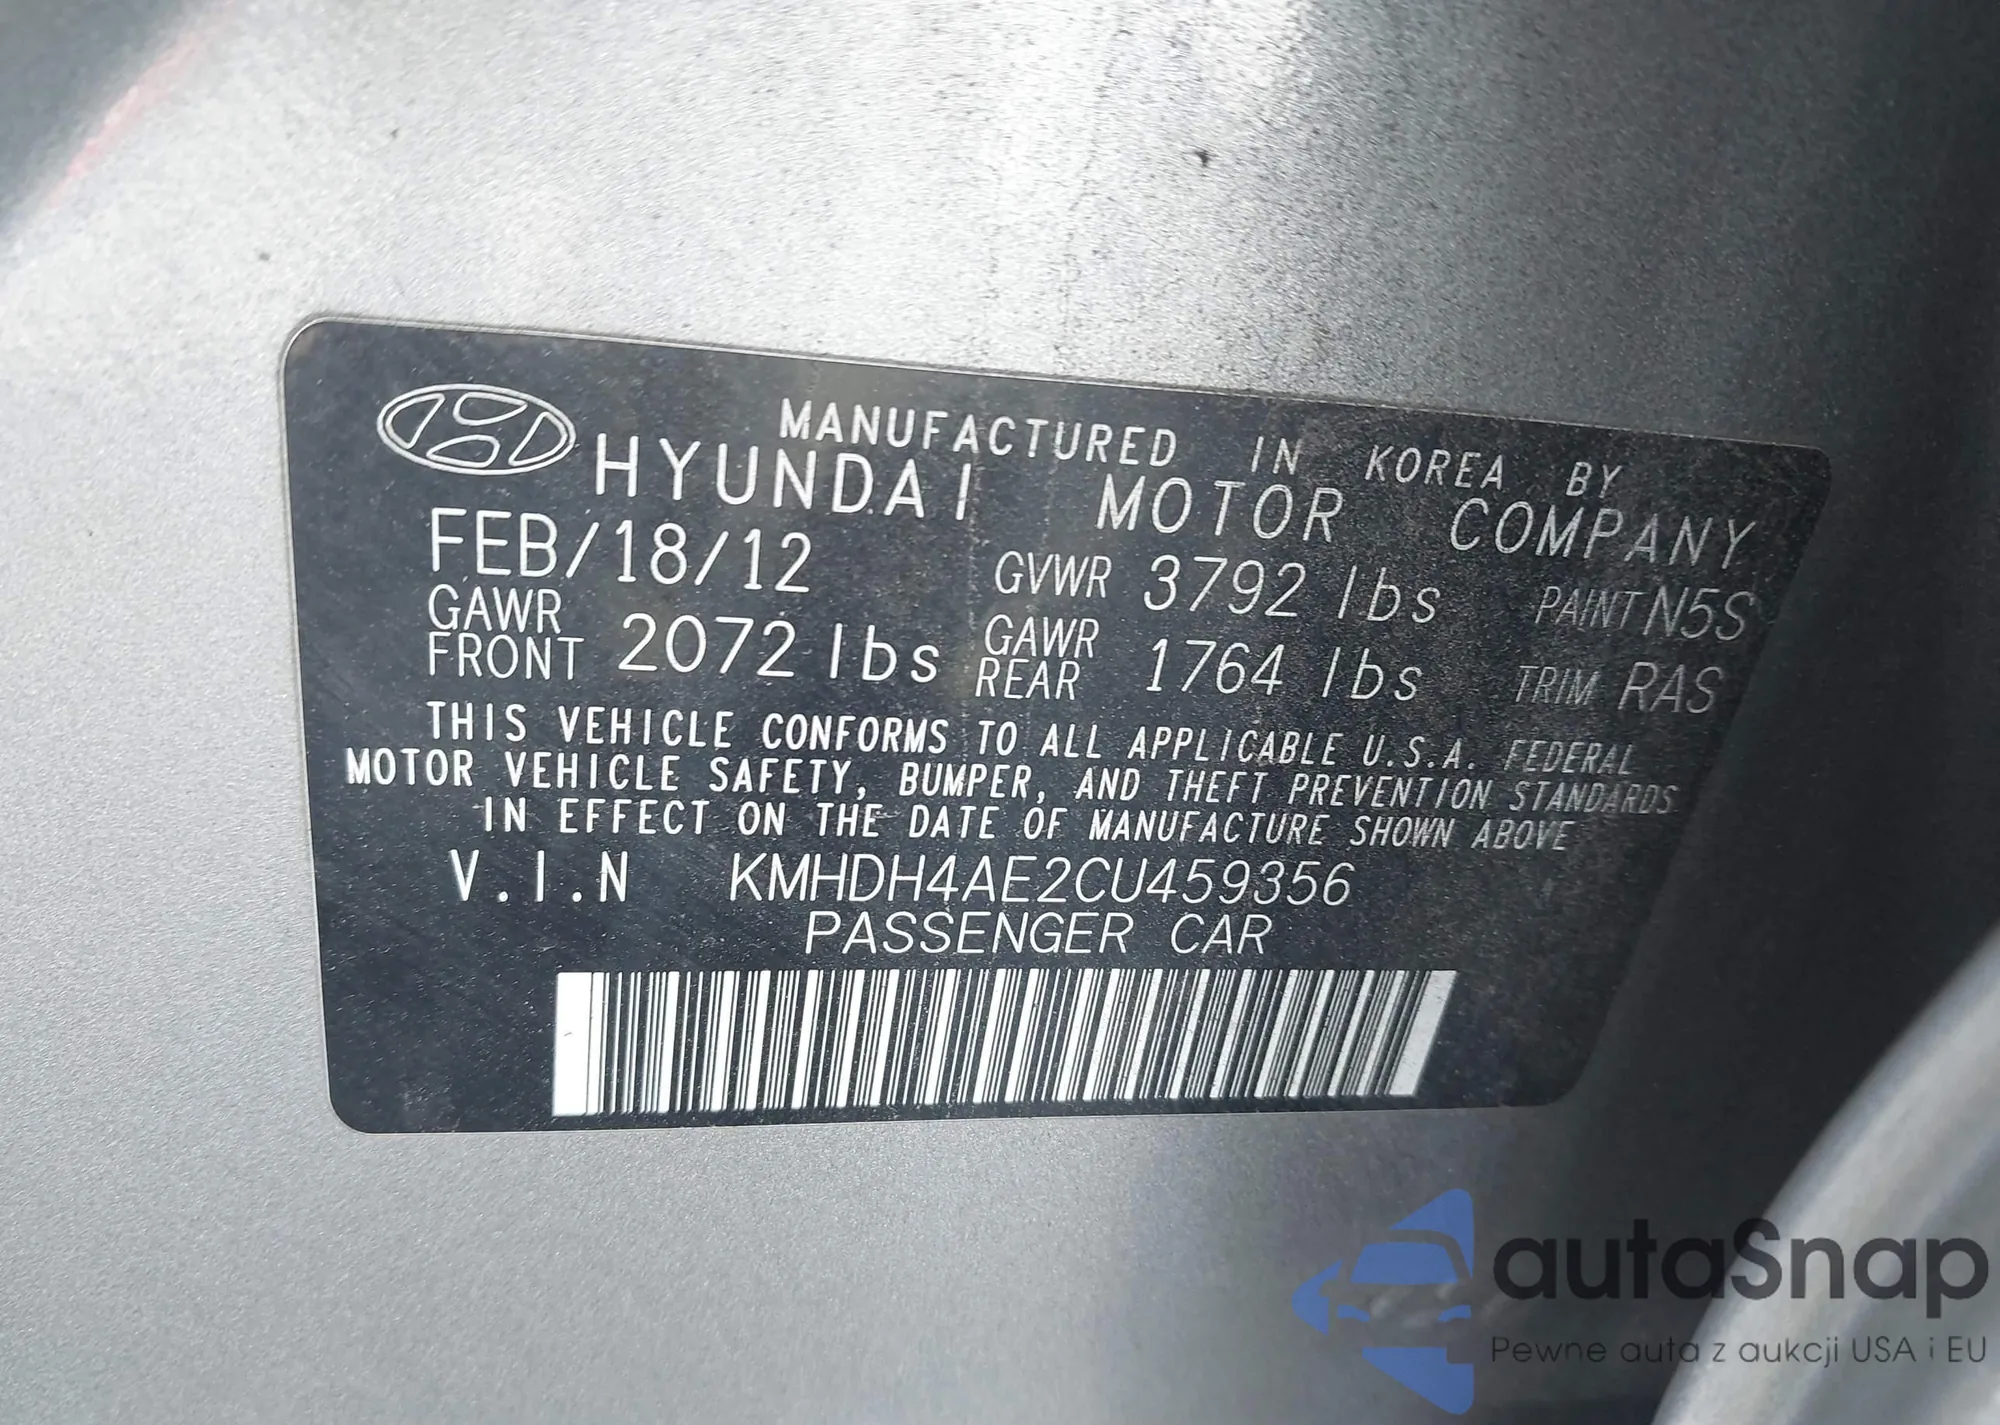 MANUFACTURED IN KOREA BY
HYUNDAI MOTOR COMPANY
FEB/18/12 GVWR 3792 lbs PAINT N5S
GAWR FRONT 2072 lbs GAWR REAR 1764 lbs TRIM RAS
THIS VEHICLE CONFORMS TO ALL APPLICABLE U.S.A. FEDERAL
MOTOR VEHICLE SAFETY, BUMPER, AND THEFT PREVENTION STANDARDS
IN EFFECT ON THE DATE OF MANUFACTURE SHOWN ABOVE
V.I.N KMHDH4AE2CU459356
PASSENGER CAR
autaSnap
Pewne auta z aukcji USA i EU